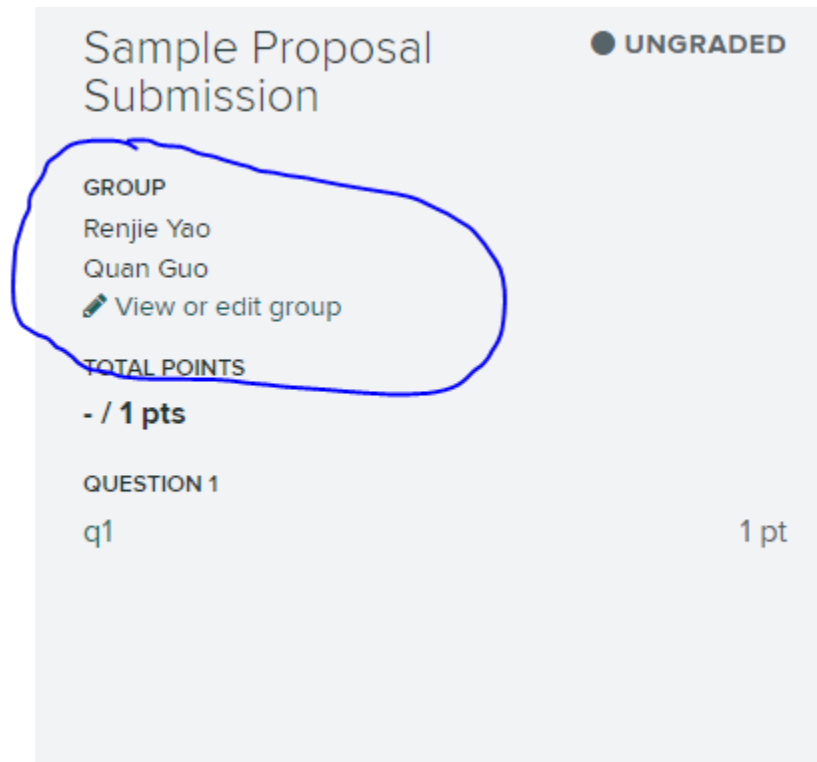 Sample Proposal
Submission
UNGRADED
GROUP
Renjie Yao
Quan Guo
View or edit group
TOTAL POINTS
- / 1 pts
QUESTION 1
q1
1 pt